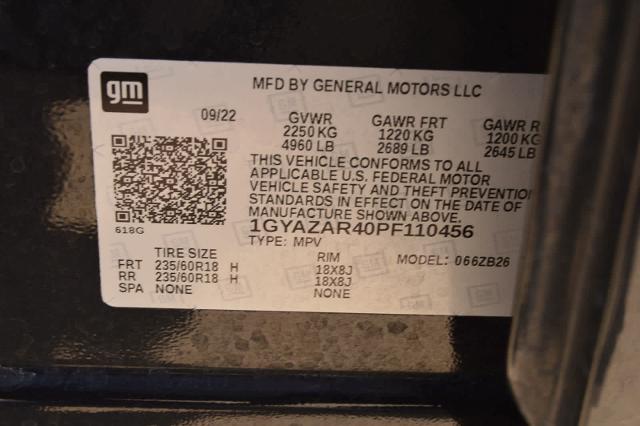 gm
MFD BY GENERAL MOTORS LLC
09/22 GVWR GAWR FRT GAWR R
2250 KG 1220 KG 1200 KG
4960 LB 2689 LB 2645 LB
THIS VEHICLE CONFORMS TO ALL
APPLICABLE U.S. FEDERAL MOTOR
VEHICLE SAFETY AND THEFT PREVENTION
STANDARDS IN EFFECT ON THE DATE OF
MANUFACTURE SHOWN ABOVE.
618G
1GYAZAR40PF110456
TYPE: MPV
TIRE SIZE RIM MODEL: 066ZB26
FRT 235/60R18 H 18X8J
RR 235/60R18 H 18X8J
SPA NONE NONE